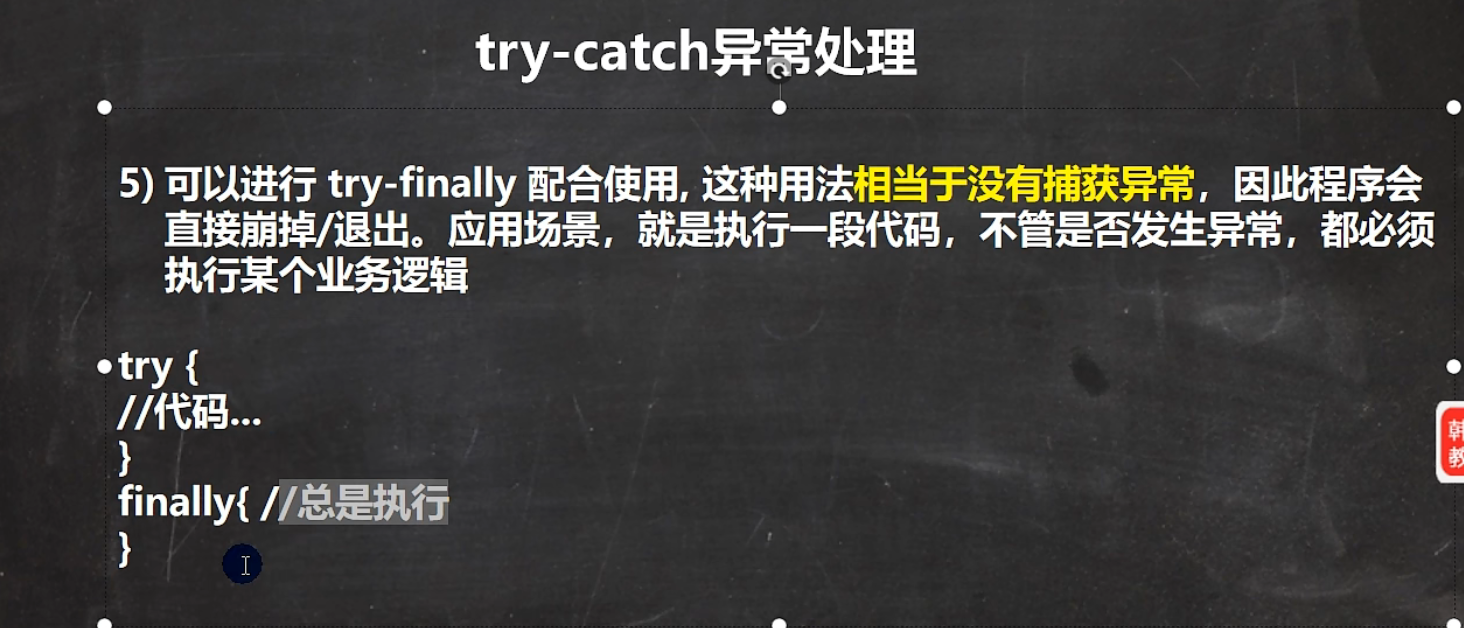 try-catch异常处理
5) 可以进行 try-finally 配合使用, 这种用法相当于没有捕获异常，因此程序会
直接崩掉/退出。应用场景，就是执行一段代码，不管是否发生异常，都必须
执行某个业务逻辑
try {
//代码...
}
finally{ //总是执行
}
韩
教